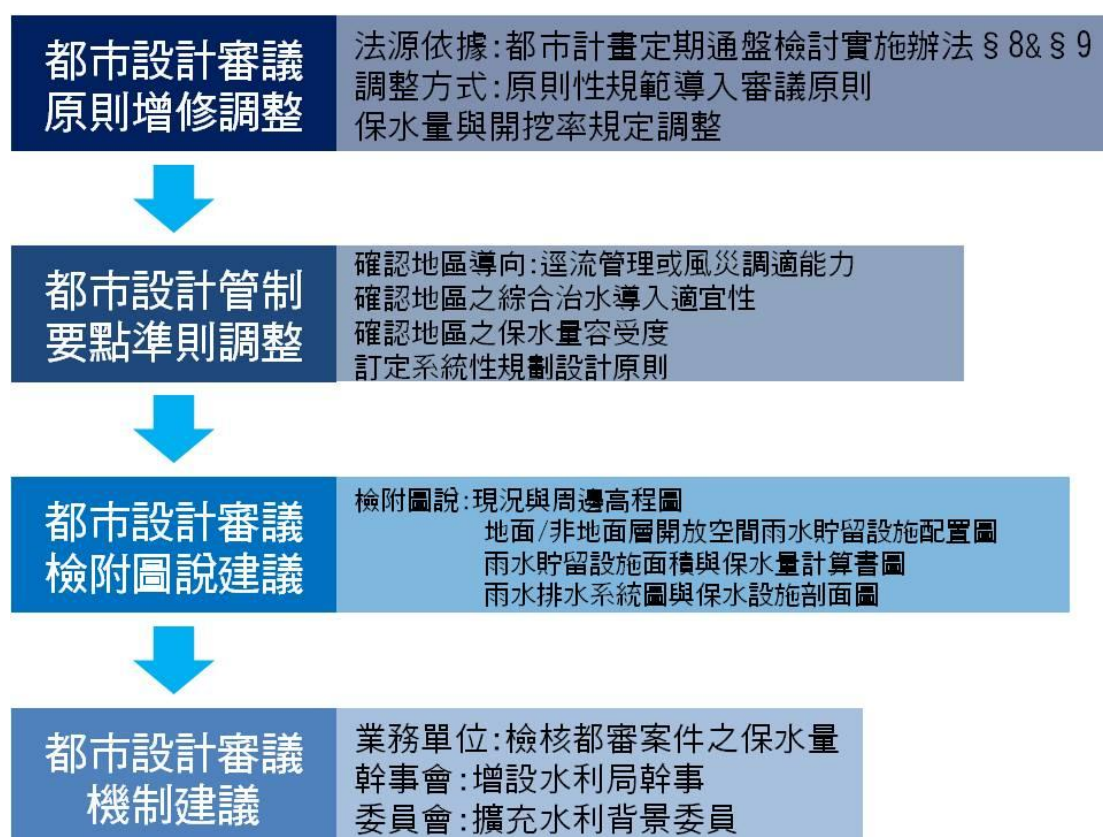 都市設計審議
原則增修調整
法源依據:都市計畫定期通盤檢討實施辦法§8&§9
調整方式:原則性規範導入審議原則
保水量與開挖率規定調整
都市設計管制
要點準則調整
確認地區導向:逕流管理或風災調適能力
確認地區之綜合治水導入適宜性
確認地區之保水量容受度
訂定系統性規劃設計原則
都市設計審議
檢附圖說建議
檢附圖說:現況與周邊高程圖
地面/非地面層開放空間雨水貯留設施配置圖
雨水貯留設施面積與保水量計算書圖
雨水排水系統圖與保水設施剖面圖
都市設計審議
機制建議
業務單位:檢核都審案件之保水量
幹事會:增設水利局幹事
委員會:擴充水利背景委員